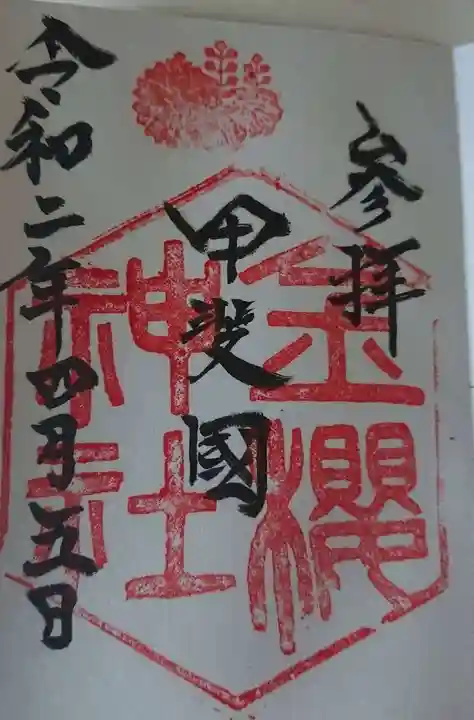 参拝
甲斐國
金櫻
神社
令和二年四月五日